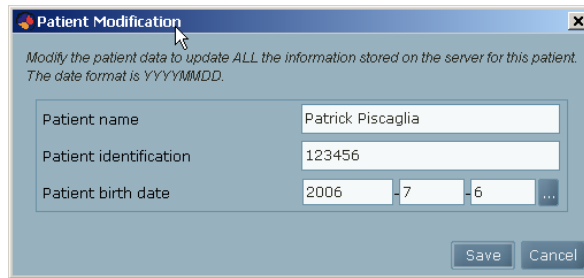 Patient Modification
Modify the patient data to update ALL the information stored on the server for this patient.
The date format is YYYYMMDD.
Patient name Patrick Piscaglia
Patient identification 123456
Patient birth date 2006 -7 -6 ...
Save Cancel